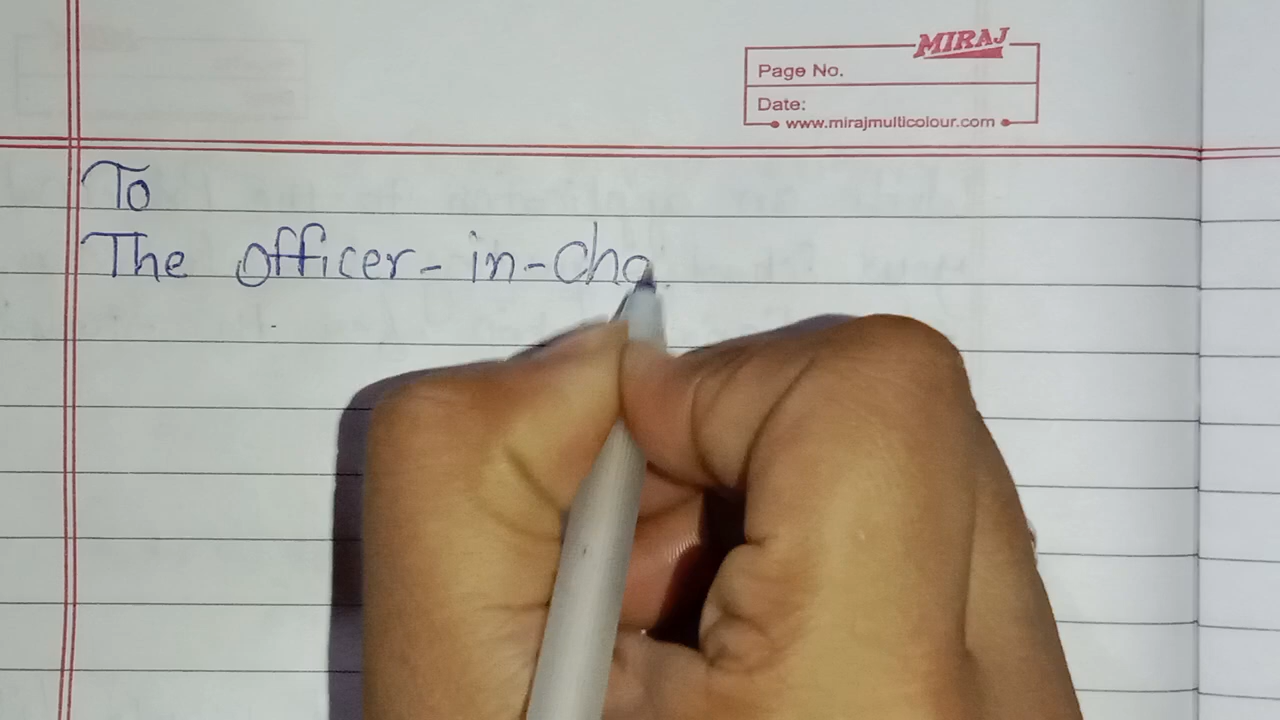 MIRAJ
Page No.
Date:
www.mirajmulticolour.com
To
The officer-in-cha